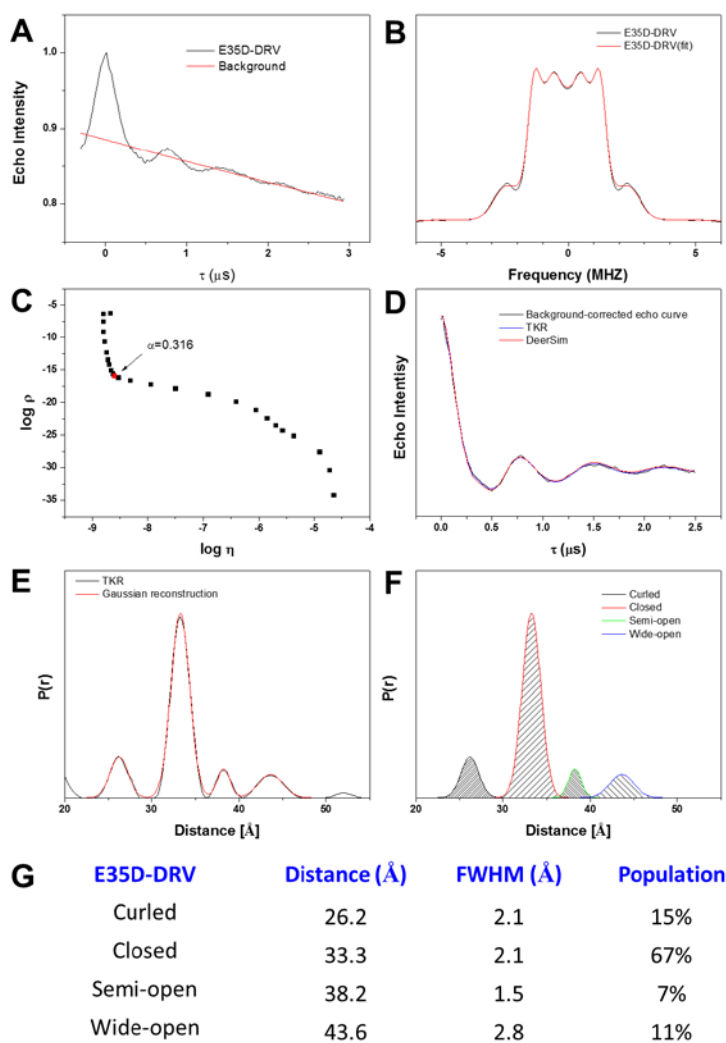 A
E35D-DRV
Background
1.0
0.9
0.8
Echo Intensity
0 1 2 3
τ (μs)
B
E35D-DRV
E35D-DRV(fit)
-5 0 5
Frequency (MHZ)
C
-5
-10
-15
-20
-25
-30
-35
log ρ
α=0.316
-9 -8 -7 -6 -5 -4
log η
D
Background-corrected echo curve
TKR
DeerSim
Echo Intentisy
0.0 0.5 1.0 1.5 2.0 2.5
τ (μs)
E
TKR
Gaussian reconstruction
P(r)
20 30 40 50
Distance [Å]
F
Curled
Closed
Semi-open
Wide-open
P(r)
20 30 40 50
Distance [Å]
G
E35D-DRV Distance (Å) FWHM (Å) Population
Curled 26.2 2.1 15%
Closed 33.3 2.1 67%
Semi-open 38.2 1.5 7%
Wide-open 43.6 2.8 11%